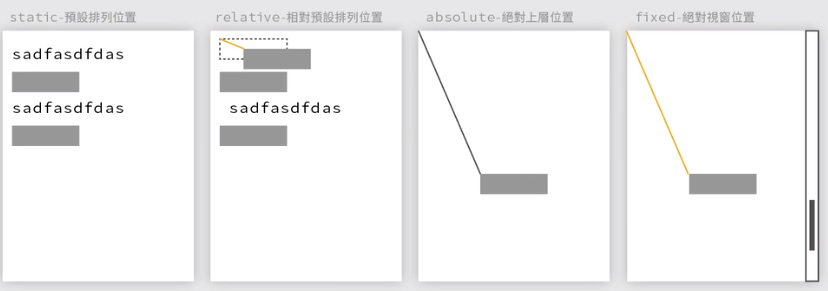 static-預設排列位置
sadfasdfdas
sadfasdfdas
relative-相對預設排列位置
sadfasdfdas
absolute-絕對上層位置
fixed-絕對視窗位置